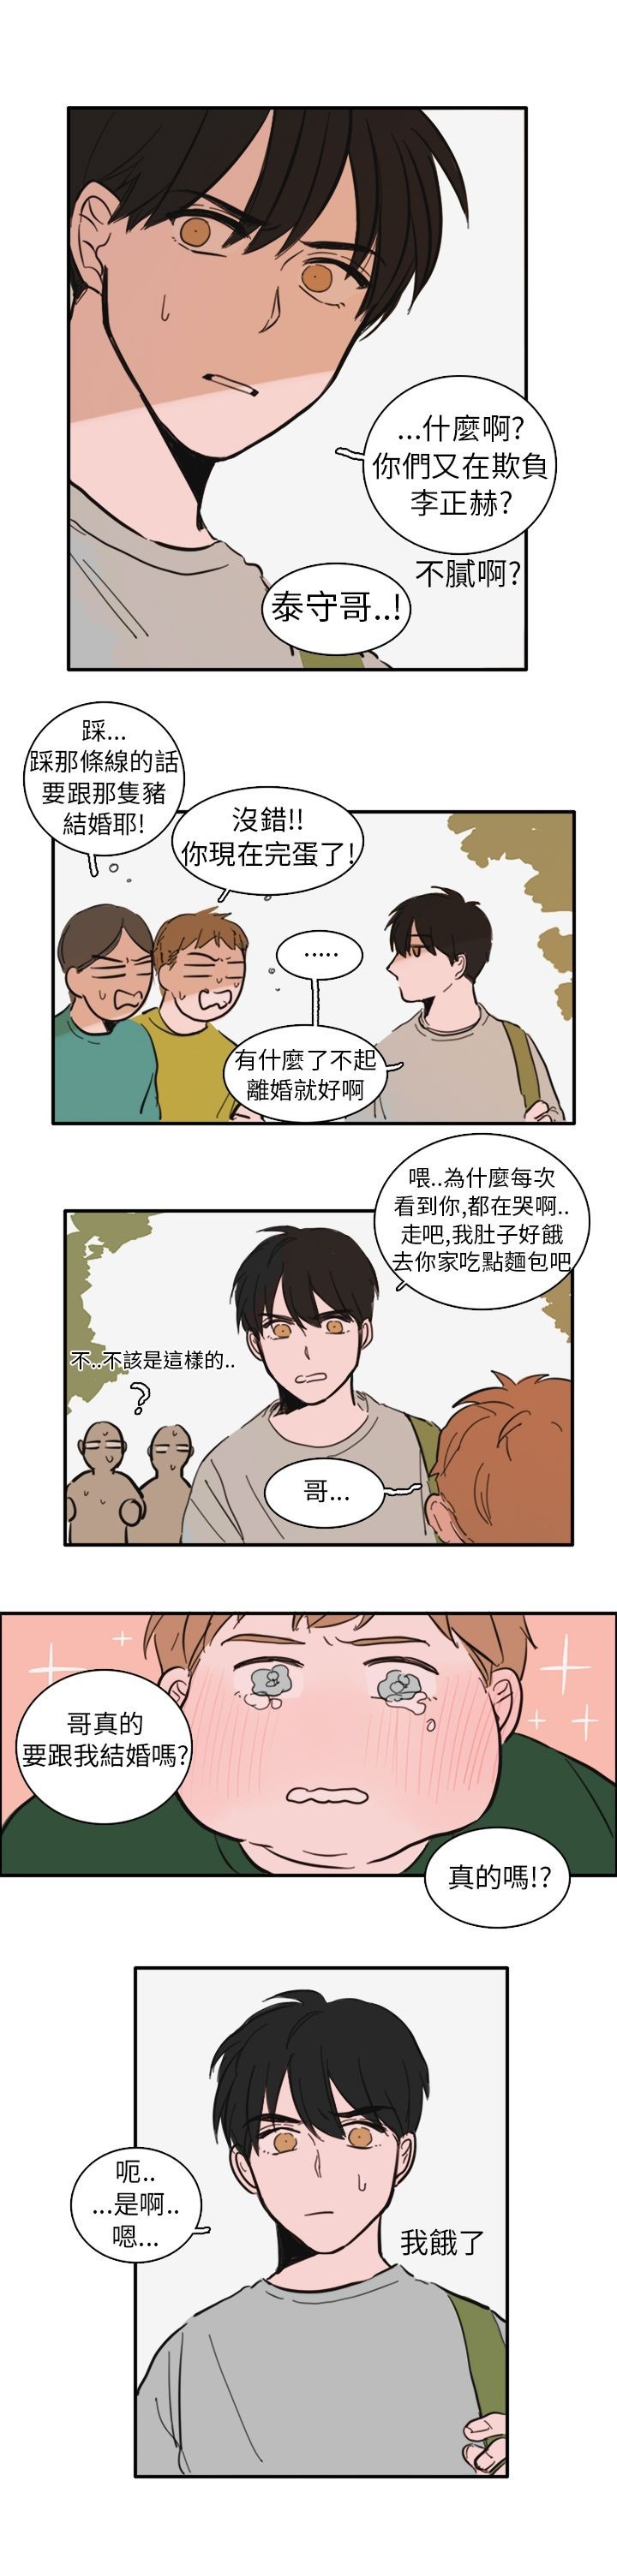 ...什麼啊?
你們又在欺負
李正赫?
不膩啊?
泰守哥..!
踩...
踩那條線的話
要跟那隻豬
結婚耶!
沒錯!!
你現在完蛋了!
.....
有什麼了不起
離婚就好啊
喂..為什麼每次
看到你,都在哭啊..
走吧,我肚子好餓
去你家吃點麵包吧
不..不該是這樣的..
?
哥...
哥真的
要跟我結婚嗎?
真的嗎!?
呃..
...是啊..
嗯...
我餓了